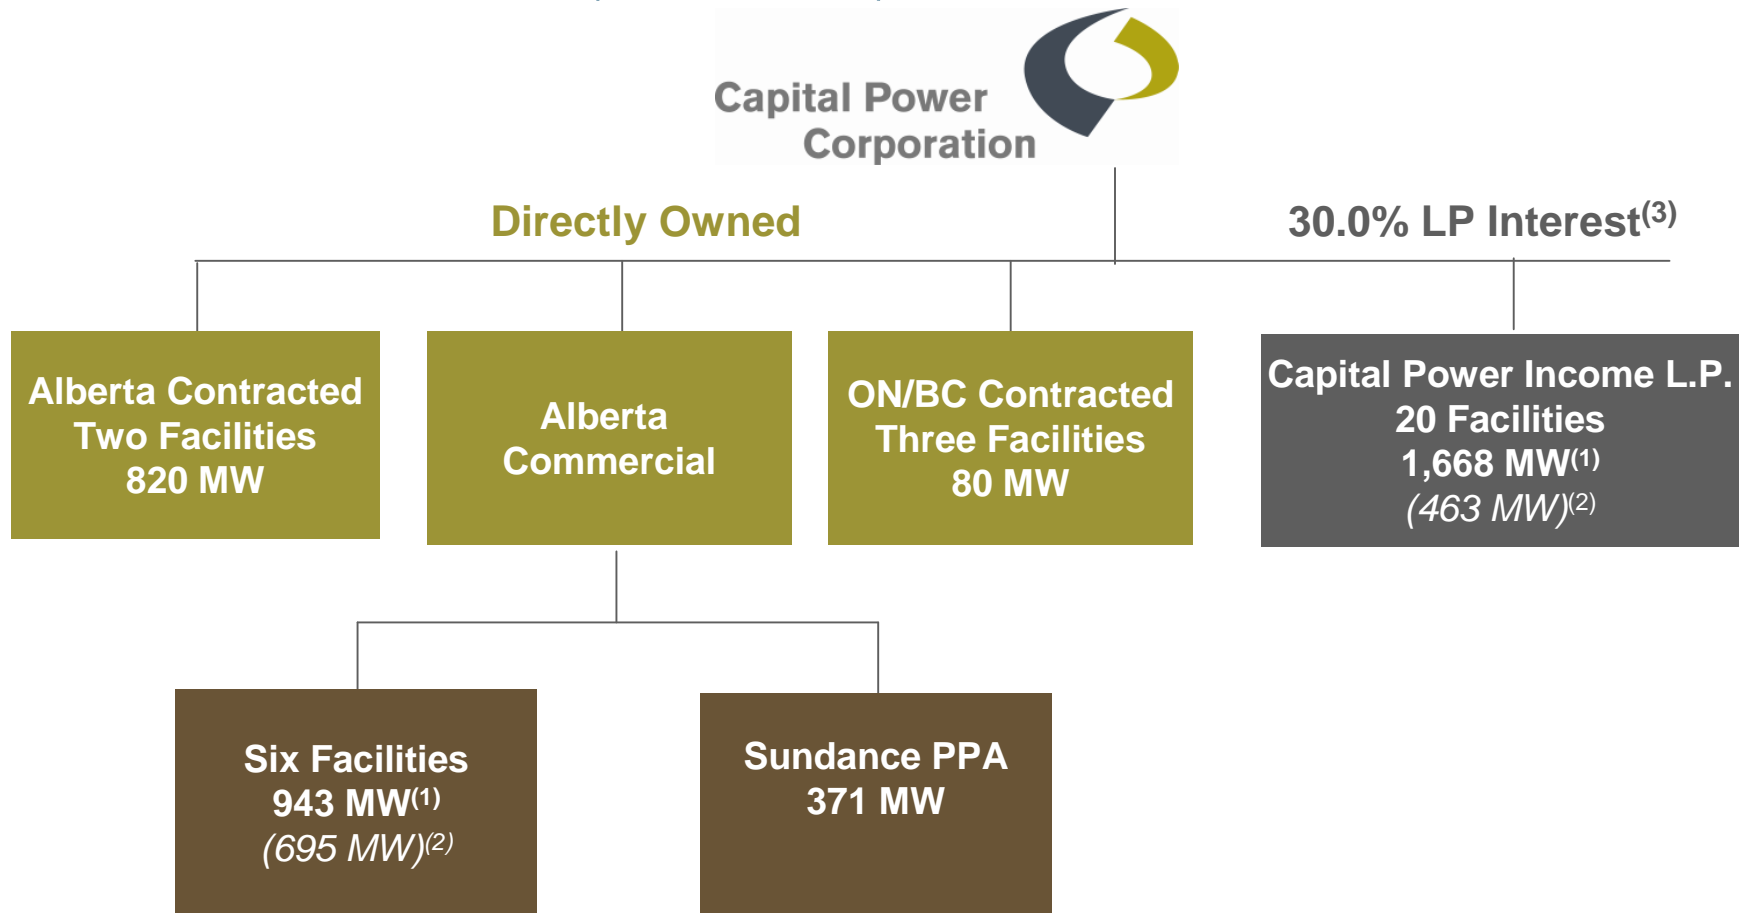 Capital Power
Corporation
Directly Owned
30.0% LP Interest(3)
Alberta Contracted
Two Facilities
820 MW
Alberta
Commercial
ON/BC Contracted
Three Facilities
80 MW
Capital Power Income L.P.
20 Facilities
1,668 MW(1)
(463 MW)(2)
Six Facilities
943 MW(1)
(695 MW)(2)
Sundance PPA
371 MW